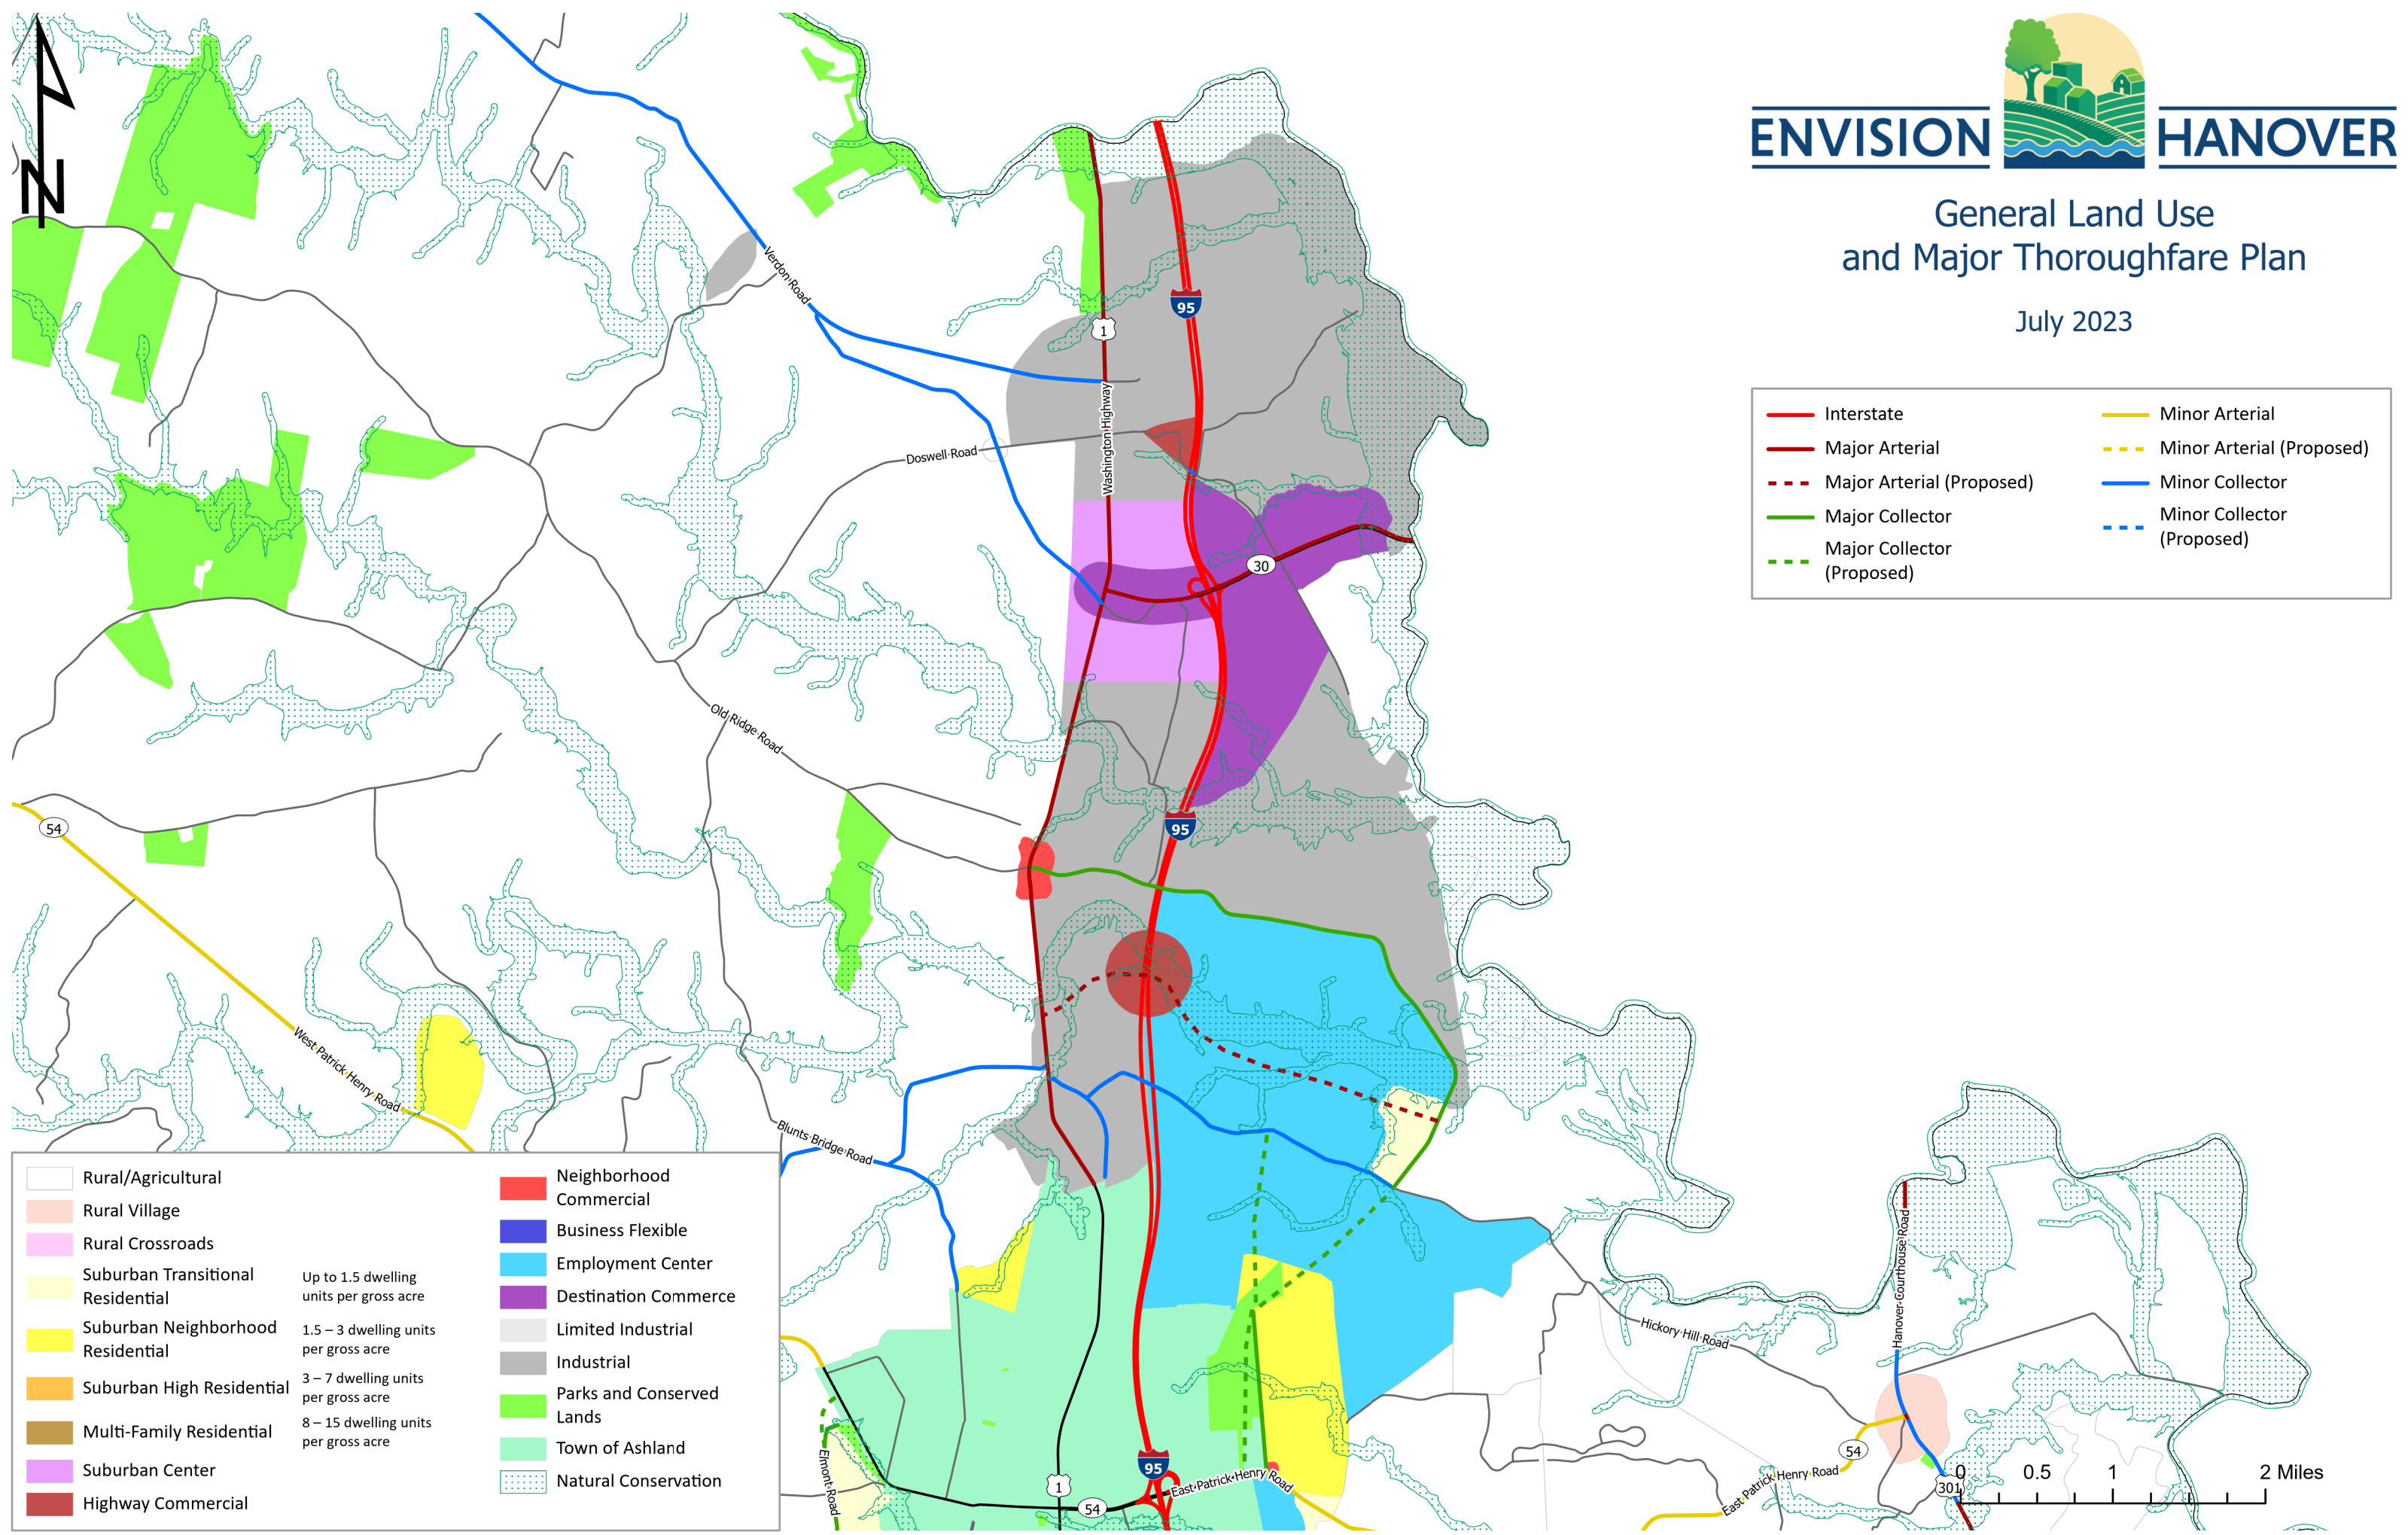 N
ENVISION HANOVER
General Land Use
and Major Thoroughfare Plan
July 2023
Interstate
Major Arterial
Major Arterial (Proposed)
Major Collector
Major Collector
(Proposed)
Minor Arterial
Minor Arterial (Proposed)
Minor Collector
Minor Collector
(Proposed)
Verdon Road
95
1
Washington Highway
Doswell Road
30
Old Ridge Road
54
95
West Patrick Henry Road
Blunts Bridge Road
Hanover Courthouse Road
Hickory Hill Road
54
East Patrick Henry Road
301
Elmont Road
1
54
95
East Patrick Henry Road
0 0.5 1 2 Miles
Rural/Agricultural
Rural Village
Rural Crossroads
Suburban Transitional
Residential
Up to 1.5 dwelling
units per gross acre
Suburban Neighborhood
Residential
1.5 – 3 dwelling units
per gross acre
Suburban High Residential
3 – 7 dwelling units
per gross acre
Multi-Family Residential
8 – 15 dwelling units
per gross acre
Suburban Center
Highway Commercial
Neighborhood
Commercial
Business Flexible
Employment Center
Destination Commerce
Limited Industrial
Industrial
Parks and Conserved
Lands
Town of Ashland
Natural Conservation